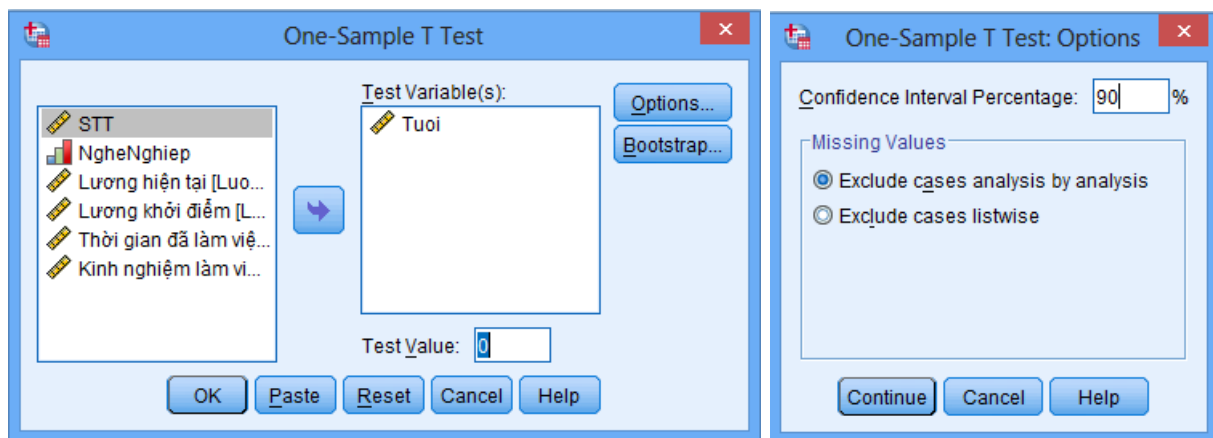 One-Sample T Test
Test Variable(s):
STT
NgheNghiep
Lương hiện tại [Luo...
Lương khởi điểm [L...
Thời gian đã làm việ...
Kinh nghiệm làm vi...
Tuoi
Options...
Bootstrap...
Test Value: 0
OK Paste Reset Cancel Help
One-Sample T Test: Options
Confidence Interval Percentage: 90 %
Missing Values
Exclude cases analysis by analysis
Exclude cases listwise
Continue Cancel Help